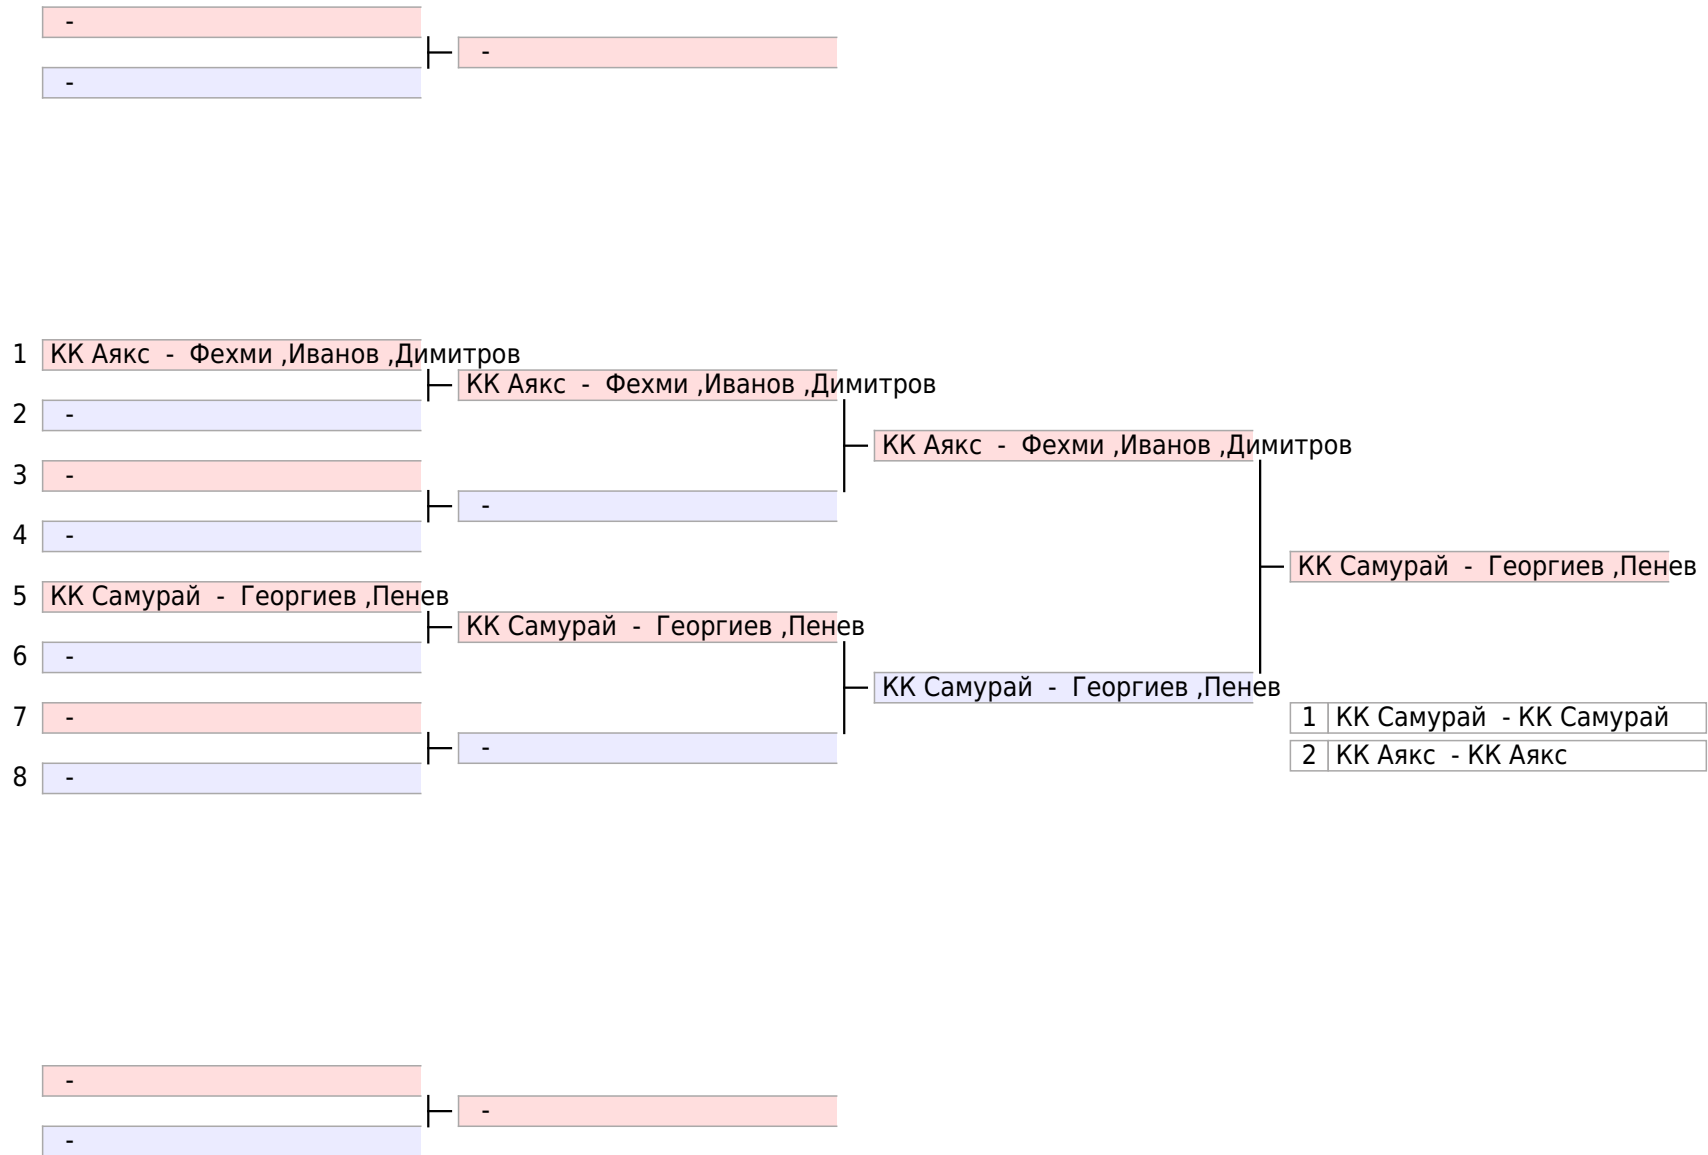 -
-
-
1 КК Аякс - Фехми ,Иванов ,Димитров
КК Аякс - Фехми ,Иванов ,Димитров
2 -
КК Аякс - Фехми ,Иванов ,Димитров
3 -
-
4 -
КК Самурай - Георгиев ,Пенев
5 КК Самурай - Георгиев ,Пенев
КК Самурай - Георгиев ,Пенев
6 -
КК Самурай - Георгиев ,Пенев
7 -
1 КК Самурай - КК Самурай
-
2 КК Аякс - КК Аякс
8 -
-
-
-